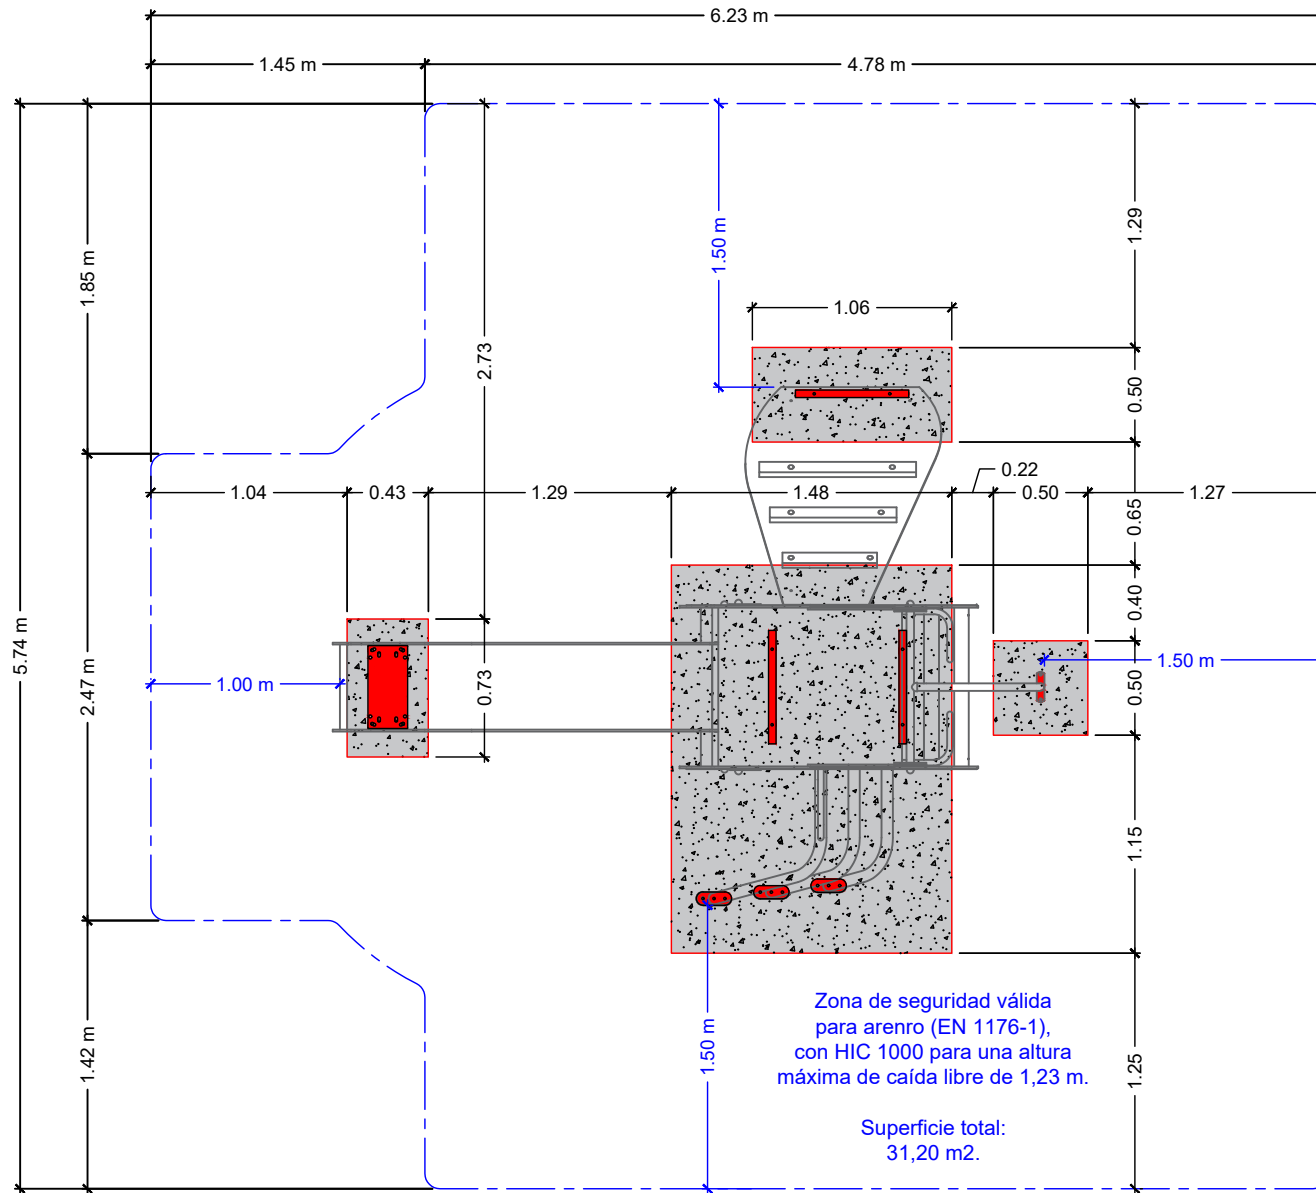 6.23 m
1.45 m
4.78 m
1.29
1.50 m
1.85 m
1.06
2.73
0.50
0.22
1.04
0.43
1.29
1.48
0.50
1.27
0.65
0.40
5.74 m
2.47 m
1.00 m
0.73
1.50 m
0.50
1.15
1.42 m
1.50 m
1.25
Zona de seguridad válida
para arenro (EN 1176-1),
con HIC 1000 para una altura
máxima de caída libre de 1,23 m.
Superficie total:
31,20 m2.